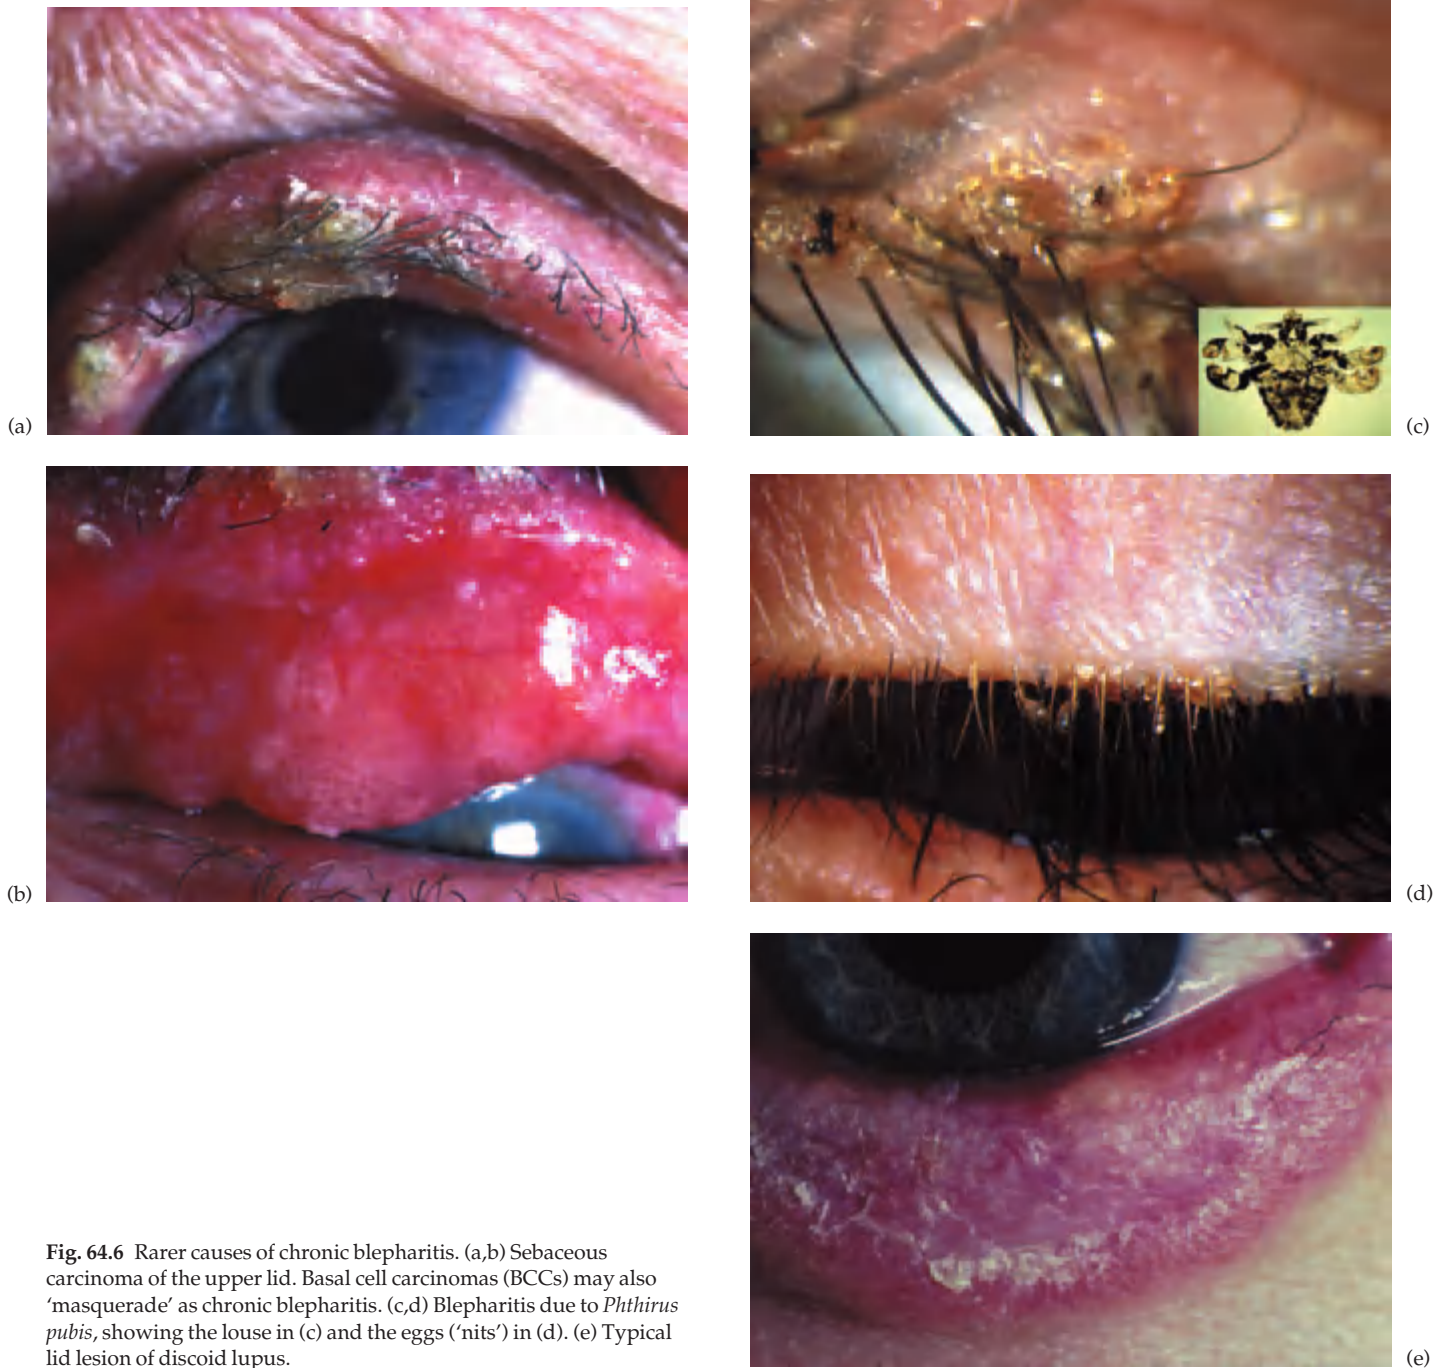 (a)
(c)
(b)
(d)
Fig. 64.6 Rarer causes of chronic blepharitis. (a,b) Sebaceous
carcinoma of the upper lid. Basal cell carcinomas (BCCs) may also
‘masquerade’ as chronic blepharitis. (c,d) Blepharitis due to Phthirus
pubis, showing the louse in (c) and the eggs (‘nits’) in (d). (e) Typical
lid lesion of discoid lupus.
(e)